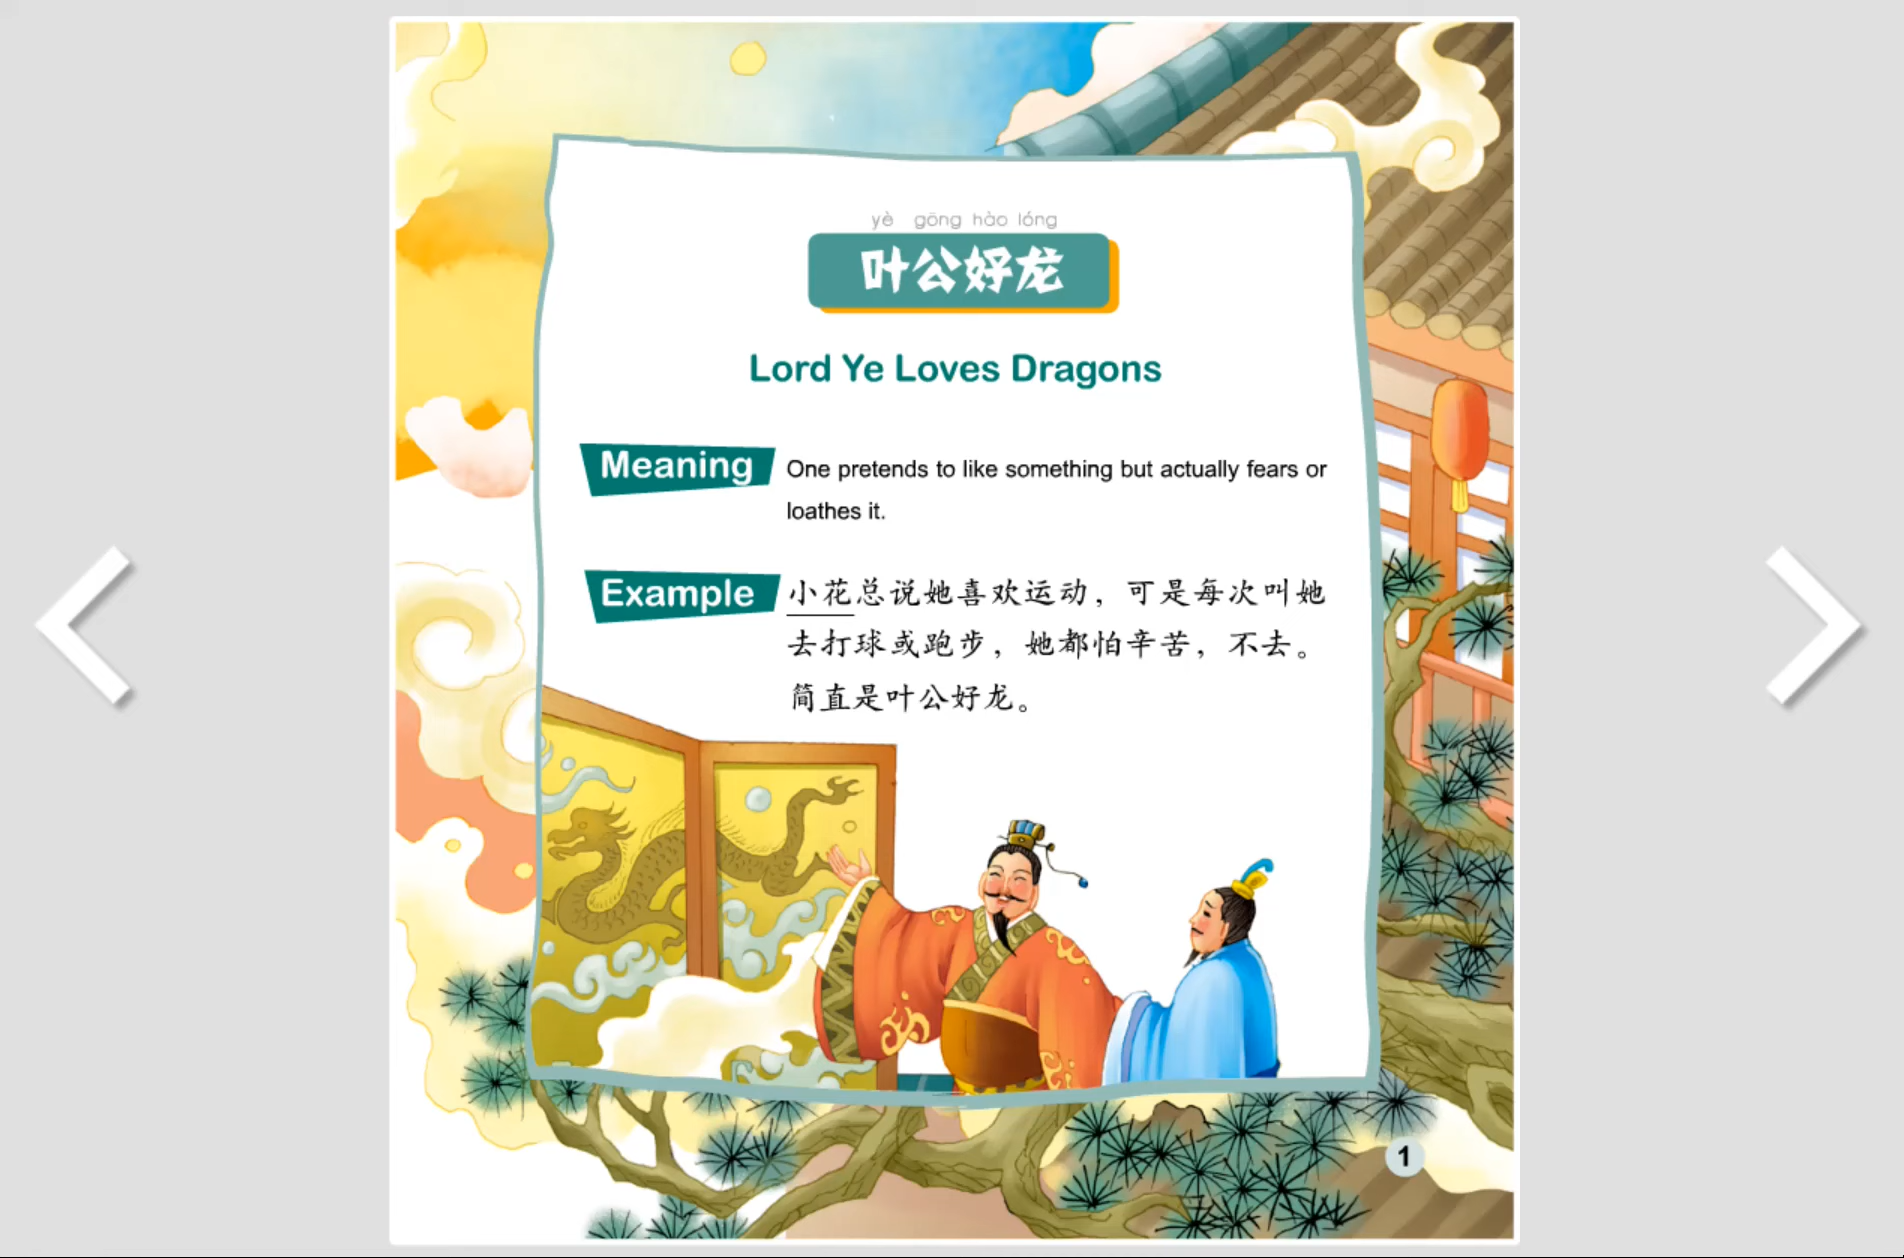 yè gōng hào lóng
叶公好龙
Lord Ye Loves Dragons
Meaning
One pretends to like something but actually fears or
loathes it.
Example
小花总说她喜欢运动，可是每次叫她
去打球或跑步，她都怕辛苦，不去。
简直是叶公好龙。
1